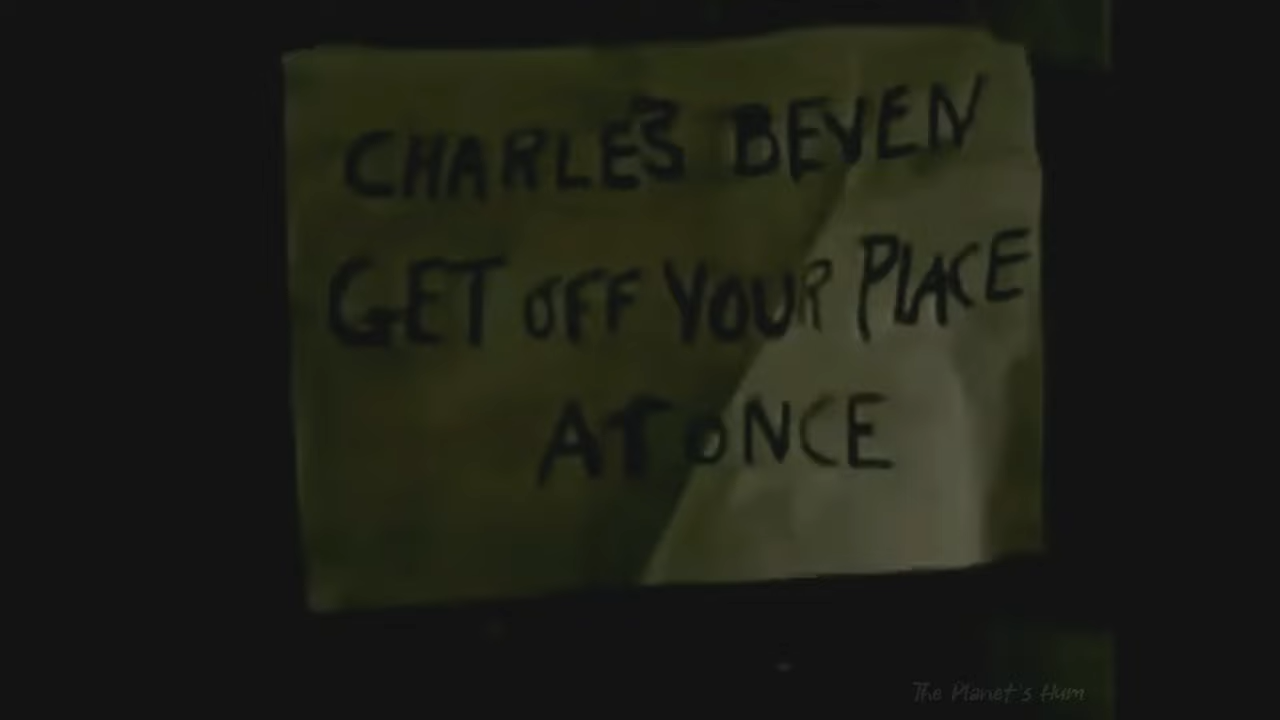 CHARLES BEVEN
GET OFF YOUR PLACE
AT ONCE
The Planet's Hum